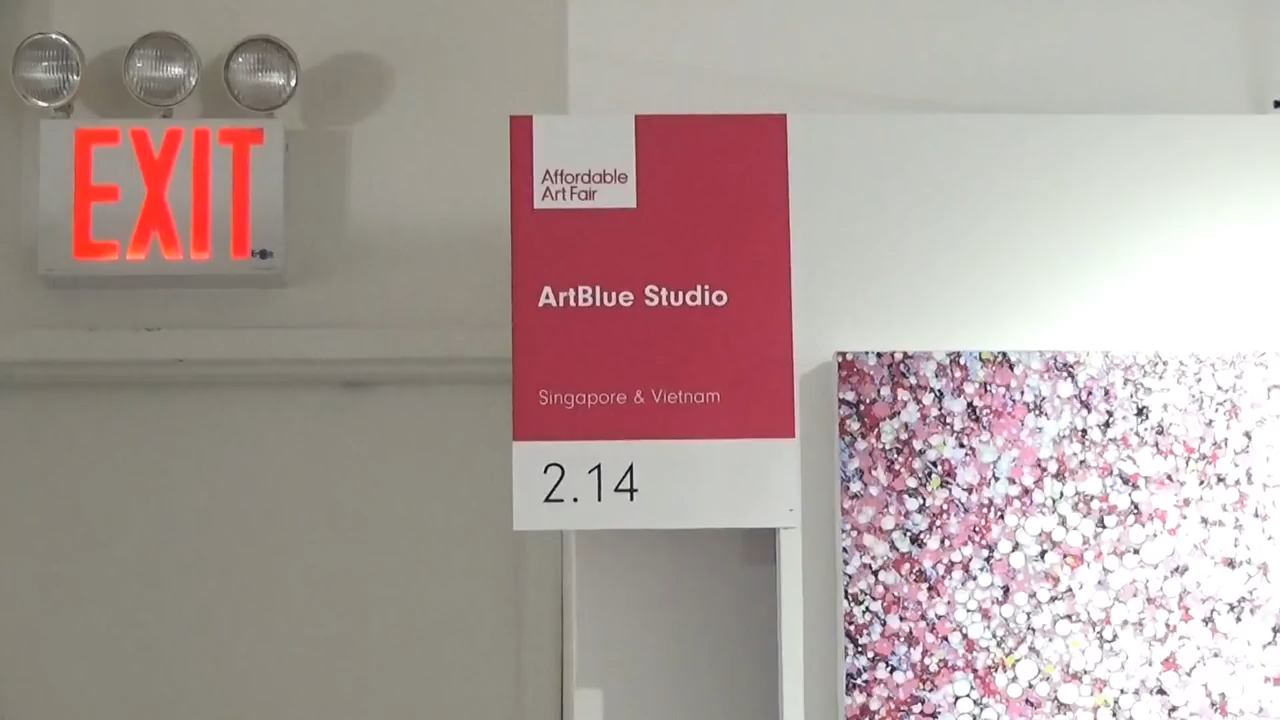 EXIT
Affordable
Art Fair
ArtBlue Studio
Singapore & Vietnam
2.14